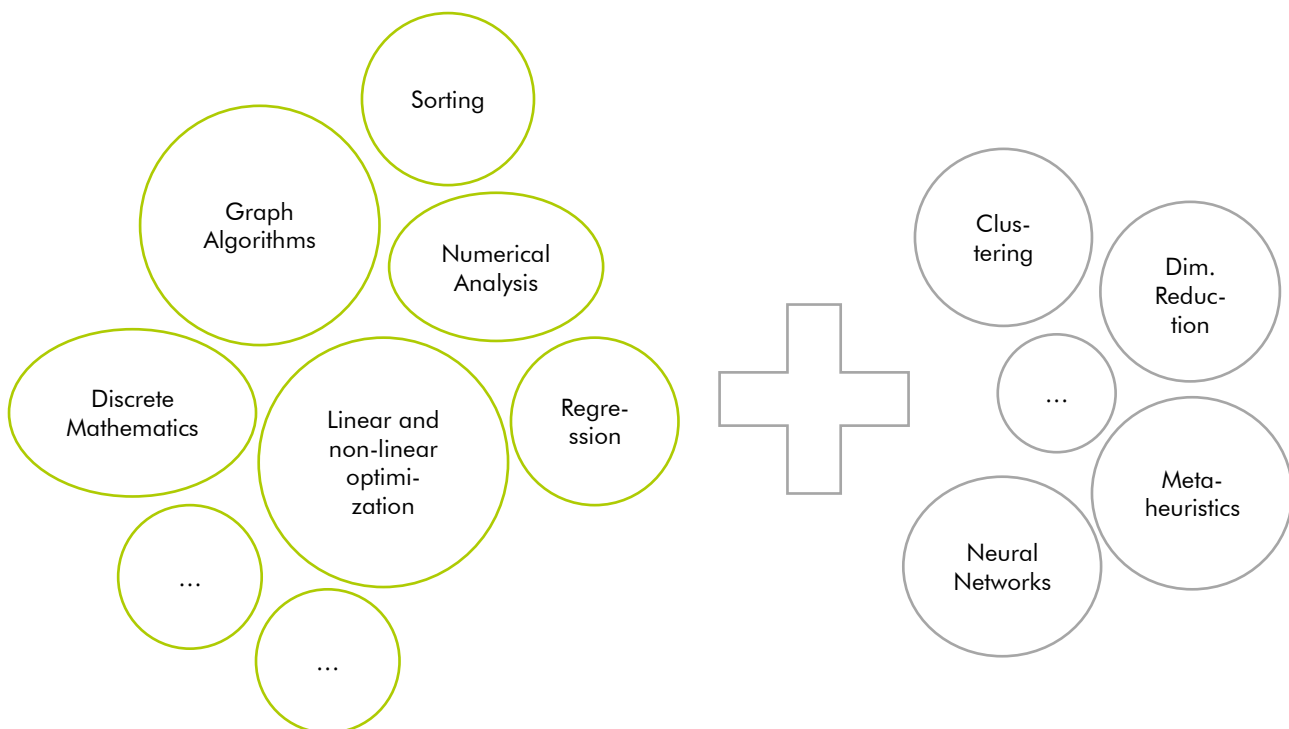 Sorting
Graph
Algorithms
Numerical
Analysis
Discrete
Mathematics
Linear and
non-linear
optimi-
zation
Regre-
ssion
...
...
Clus-
tering
Dim.
Reduc-
tion
...
Meta-
heuristics
Neural
Networks